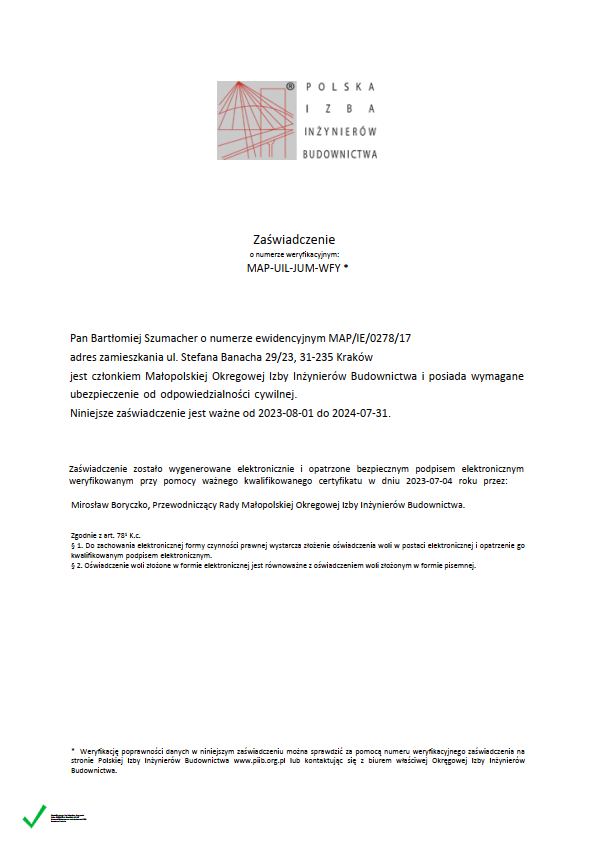 ®
POLSKA
IZBA
INŻYNIERÓW
BUDOWNICTWA
Zaświadczenie
o numerze weryfikacyjnym:
MAP-UIL-JUM-WFY *
Pan Bartłomiej Szumacher o numerze ewidencyjnym MAP/IE/0278/17
adres zamieszkania ul. Stefana Banacha 29/23, 31-235 Kraków
jest członkiem Małopolskiej Okręgowej Izby Inżynierów Budownictwa i posiada wymagane
ubezpieczenie od odpowiedzialności cywilnej.
Niniejsze zaświadczenie jest ważne od 2023-08-01 do 2024-07-31.
Zaświadczenie zostało wygenerowane elektronicznie i opatrzone bezpiecznym podpisem elektronicznym
weryfikowanym przy pomocy ważnego kwalifikowanego certyfikatu w dniu 2023-07-04 roku przez:
Mirosław Boryczko, Przewodniczący Rady Małopolskiej Okręgowej Izby Inżynierów Budownictwa.
Zgodnie z art. 78¹ K.c.
§ 1. Do zachowania elektronicznej formy czynności prawnej wystarcza złożenie oświadczenia woli w postaci elektronicznej i opatrzenie go
kwalifikowanym podpisem elektronicznym.
§ 2. Oświadczenie woli złożone w formie elektronicznej jest równoważne z oświadczeniem woli złożonym w formie pisemnej.
* Weryfikację poprawności danych w niniejszym zaświadczeniu można sprawdzić za pomocą numeru weryfikacyjnego zaświadczenia na
stronie Polskiej Izby Inżynierów Budownictwa www.piib.org.pl lub kontaktując się z biurem właściwej Okręgowej Izby Inżynierów
Budownictwa.